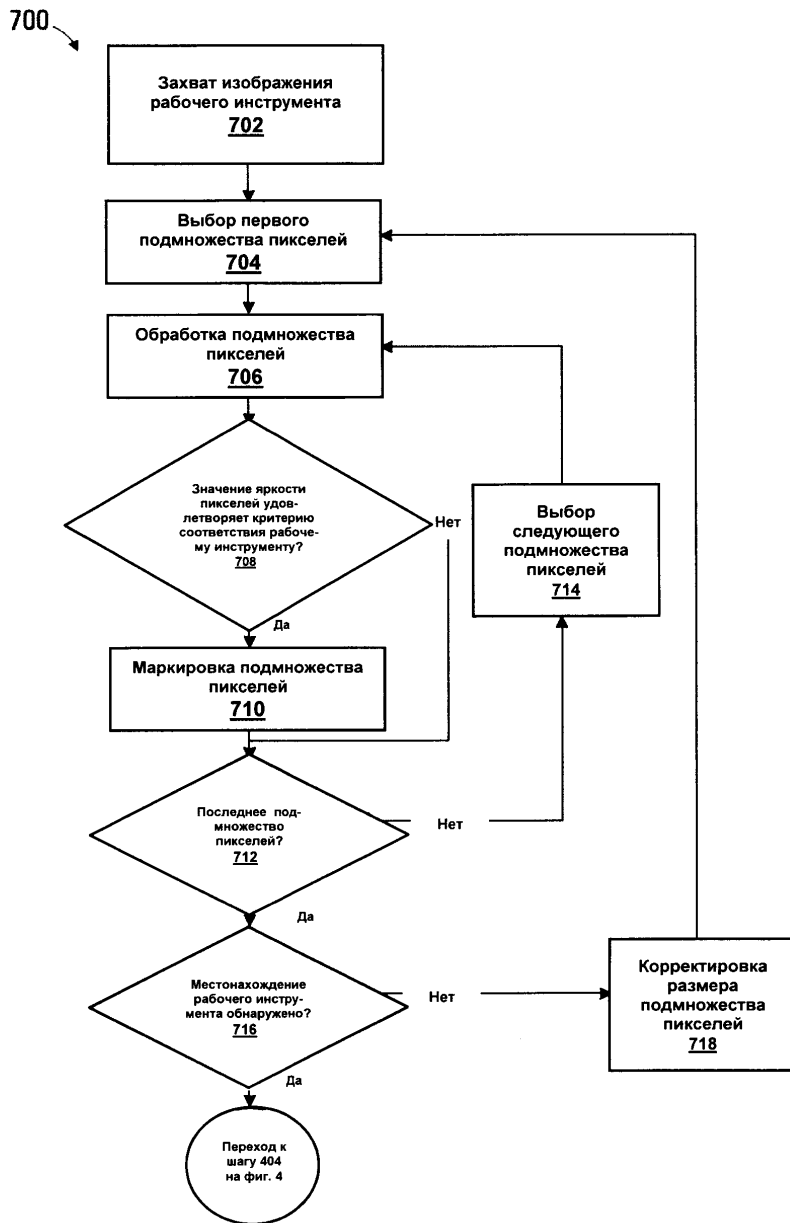 700
Захват изображения
рабочего инструмента
702
Выбор первого
подмножества пикселей
704
Обработка подмножества
пикселей
706
Значение яркости
пикселей удов-
летворяет критерию
соответствия рабоче-
му инструменту?
708
Нет
Да
Выбор
следующего
подмножества
пикселей
714
Маркировка подмножества
пикселей
710
Последнее под-
множество
пикселей?
712
Нет
Да
Местонахождение
рабочего инстру-
мента обнаружено?
716
Нет
Да
Корректировка
размера
подмножества
пикселей
718
Переход к
шагу 404
на фиг. 4